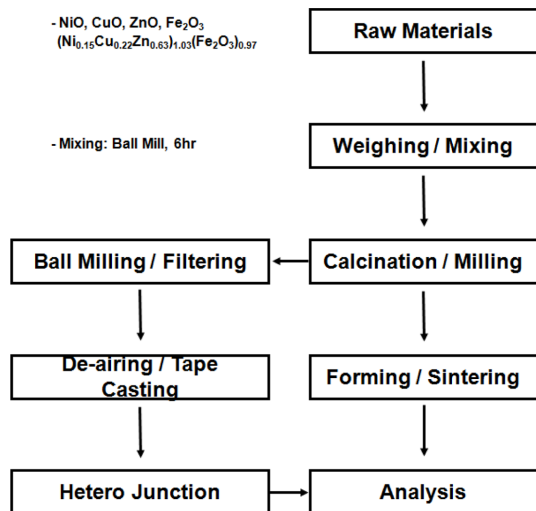 - NiO, CuO, ZnO, Fe₂O₃
(Ni₀.₁₅Cu₀.₂₂Zn₀.₆₃)₁.₀₃(Fe₂O₃)₀.₉₇
Raw Materials
- Mixing: Ball Mill, 6hr
Weighing / Mixing
Ball Milling / Filtering
Calcination / Milling
De-airing / Tape
Casting
Forming / Sintering
Hetero Junction
Analysis